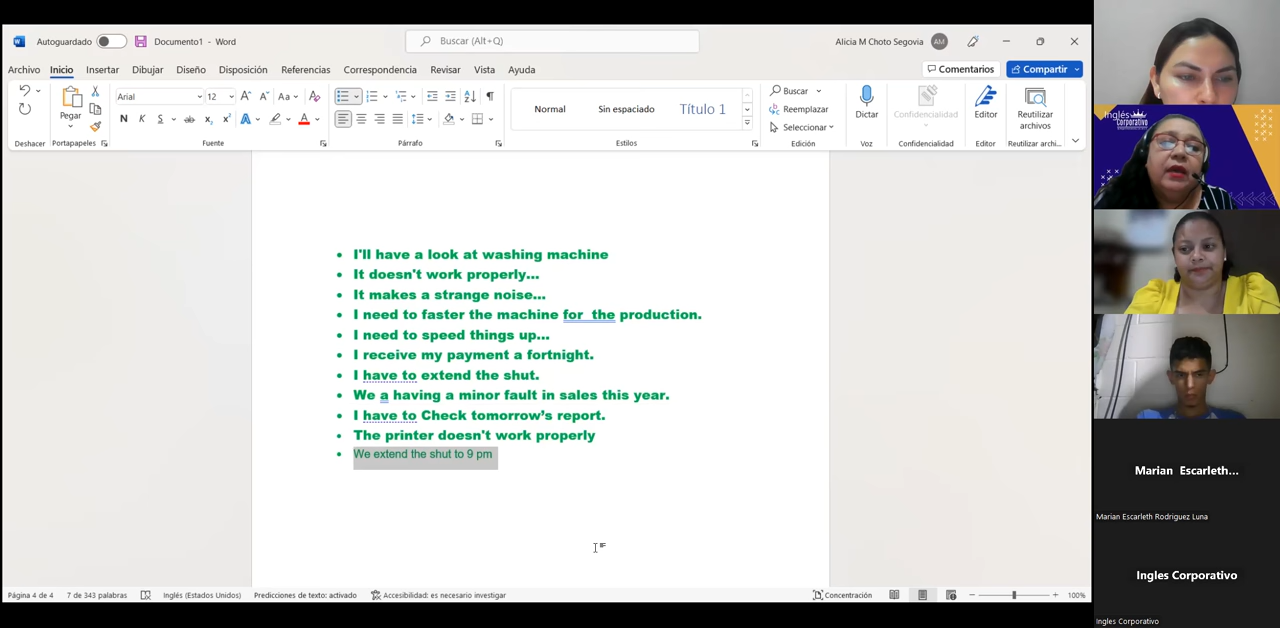 Autoguardado
Documento1 - Word
Buscar (Alt+Q)
Alicia M Choto Segovia
AM
Archivo Inicio Insertar Dibujar Diseño Disposición Referencias Correspondencia Revisar Vista Ayuda
Comentarios
Compartir
Pegar
Arial
12
Aa
N K S ab x₂ x² A A
Normal
Sin espaciado
Título 1
Buscar
Reemplazar
Seleccionar
Dictar
Confidencialidad
Editor
Reutilizar
archivos
Deshacer Portapapeles Fuente Párrafo Estilos Edición Voz Confidencialidad Editor Reutilizar archi...
• I'll have a look at washing machine
• It doesn't work properly...
• It makes a strange noise...
• I need to faster the machine for the production.
• I need to speed things up...
• I receive my payment a fortnight.
• I have to extend the shut.
• We a having a minor fault in sales this year.
• I have to Check tomorrow’s report.
• The printer doesn't work properly
• We extend the shut to 9 pm
Página 4 de 4
7 de 343 palabras
Inglés (Estados Unidos)
Predicciones de texto: activado
Accesibilidad: es necesario investigar
Concentración
100%
Inglés
Corporativo
Marian Escarleth...
Marian Escarleth Rodriguez Luna
Ingles Corporativo
Ingles Corporativo